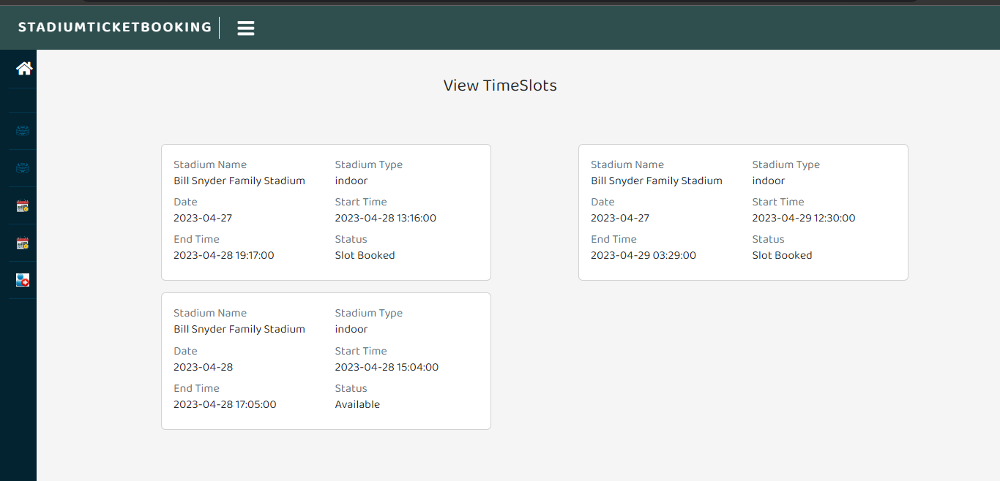 STADIUMTICKETBOOKING
View TimeSlots
Stadium Name Stadium Type
Bill Snyder Family Stadium indoor
Date Start Time
2023-04-27 2023-04-28 13:16:00
End Time Status
2023-04-28 19:17:00 Slot Booked
Stadium Name Stadium Type
Bill Snyder Family Stadium indoor
Date Start Time
2023-04-27 2023-04-29 12:30:00
End Time Status
2023-04-29 03:29:00 Slot Booked
Stadium Name Stadium Type
Bill Snyder Family Stadium indoor
Date Start Time
2023-04-28 2023-04-28 15:04:00
End Time Status
2023-04-28 17:05:00 Available